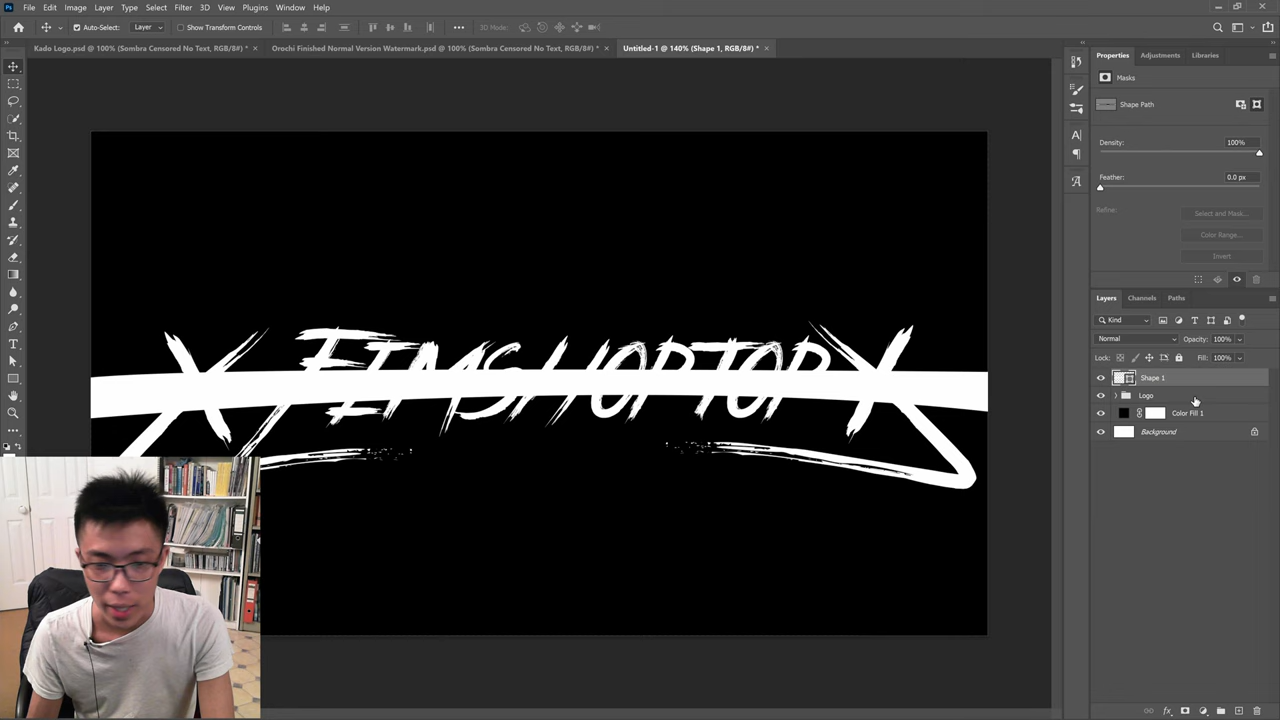 File Edit Image Layer Type Select Filter 3D View Plugins Window Help
Auto-Select: Layer Show Transform Controls 3D Mode:
Kado Logo.psd @ 100% (Sombra Censored No Text, RGB/8#) * × Orochi Finished Normal Version Watermark.psd @ 100% (Sombra Censored No Text, RGB/8#) * × Untitled-1 @ 140% (Shape 1, RGB/8#) * ×
Properties Adjustments Libraries
Masks
Shape Path
Density: 100%
Feather: 0.0 px
Refine: Select and Mask...
Color Range...
Invert
Layers Channels Paths
Kind
Normal Opacity: 100%
Lock: Fill: 100%
Shape 1
Logo
Color Fill 1
Background